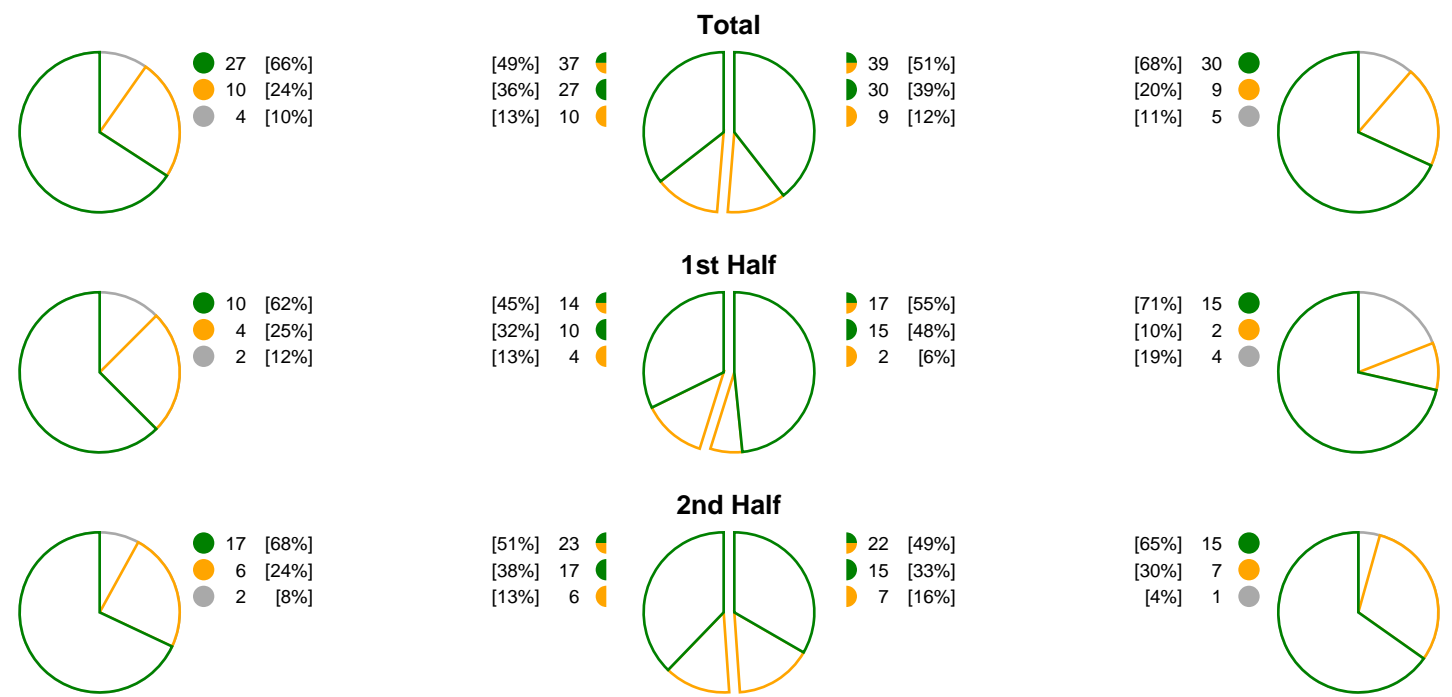 Total
27 [66%] [49%] 37 39 [51%] [68%] 30
10 [24%] [36%] 27 30 [39%] [20%] 9
4 [10%] [13%] 10 9 [12%] [11%] 5
1st Half
10 [62%] [45%] 14 17 [55%] [71%] 15
4 [25%] [32%] 10 15 [48%] [10%] 2
2 [12%] [13%] 4 2 [6%] [19%] 4
2nd Half
17 [68%] [51%] 23 22 [49%] [65%] 15
6 [24%] [38%] 17 15 [33%] [30%] 7
2 [8%] [13%] 6 7 [16%] [4%] 1